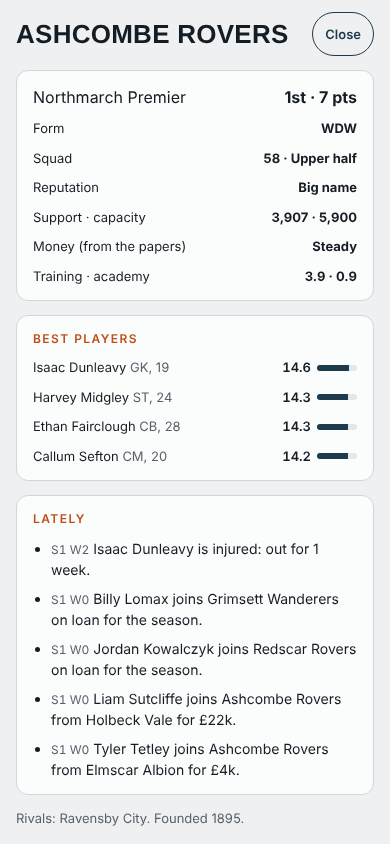 ASHCOMBE ROVERS Close
Northmarch Premier 1st · 7 pts
Form WDW
Squad 58 · Upper half
Reputation Big name
Support · capacity 3,907 · 5,900
Money (from the papers) Steady
Training · academy 3.9 · 0.9
BEST PLAYERS
Isaac Dunleavy GK, 19 14.6
Harvey Midgley ST, 24 14.3
Ethan Fairclough CB, 28 14.3
Callum Sefton CM, 20 14.2
LATELY
• S1 W2 Isaac Dunleavy is injured: out for 1
week.
• S1 W0 Billy Lomax joins Grimsett Wanderers
on loan for the season.
• S1 W0 Jordan Kowalczyk joins Redscar Rovers
on loan for the season.
• S1 W0 Liam Sutcliffe joins Ashcombe Rovers
from Holbeck Vale for £22k.
• S1 W0 Tyler Tetley joins Ashcombe Rovers
from Elmscar Albion for £4k.
Rivals: Ravensby City. Founded 1895.